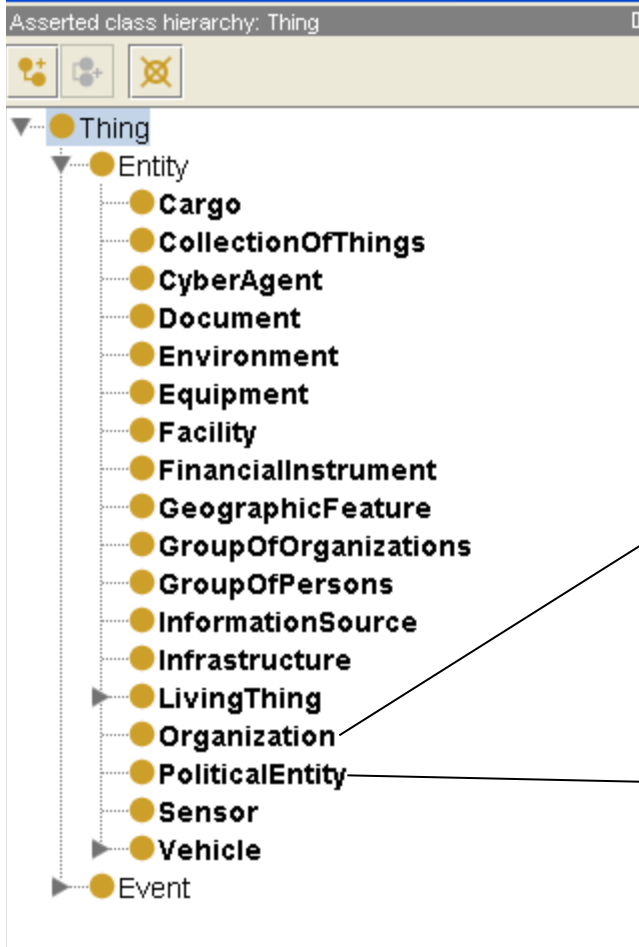 Asserted class hierarchy: Thing
Thing
Entity
Cargo
CollectionOfThings
CyberAgent
Document
Environment
Equipment
Facility
FinancialInstrument
GeographicFeature
GroupOfOrganizations
GroupOfPersons
InformationSource
Infrastructure
LivingThing
Organization
PoliticalEntity
Sensor
Vehicle
Event